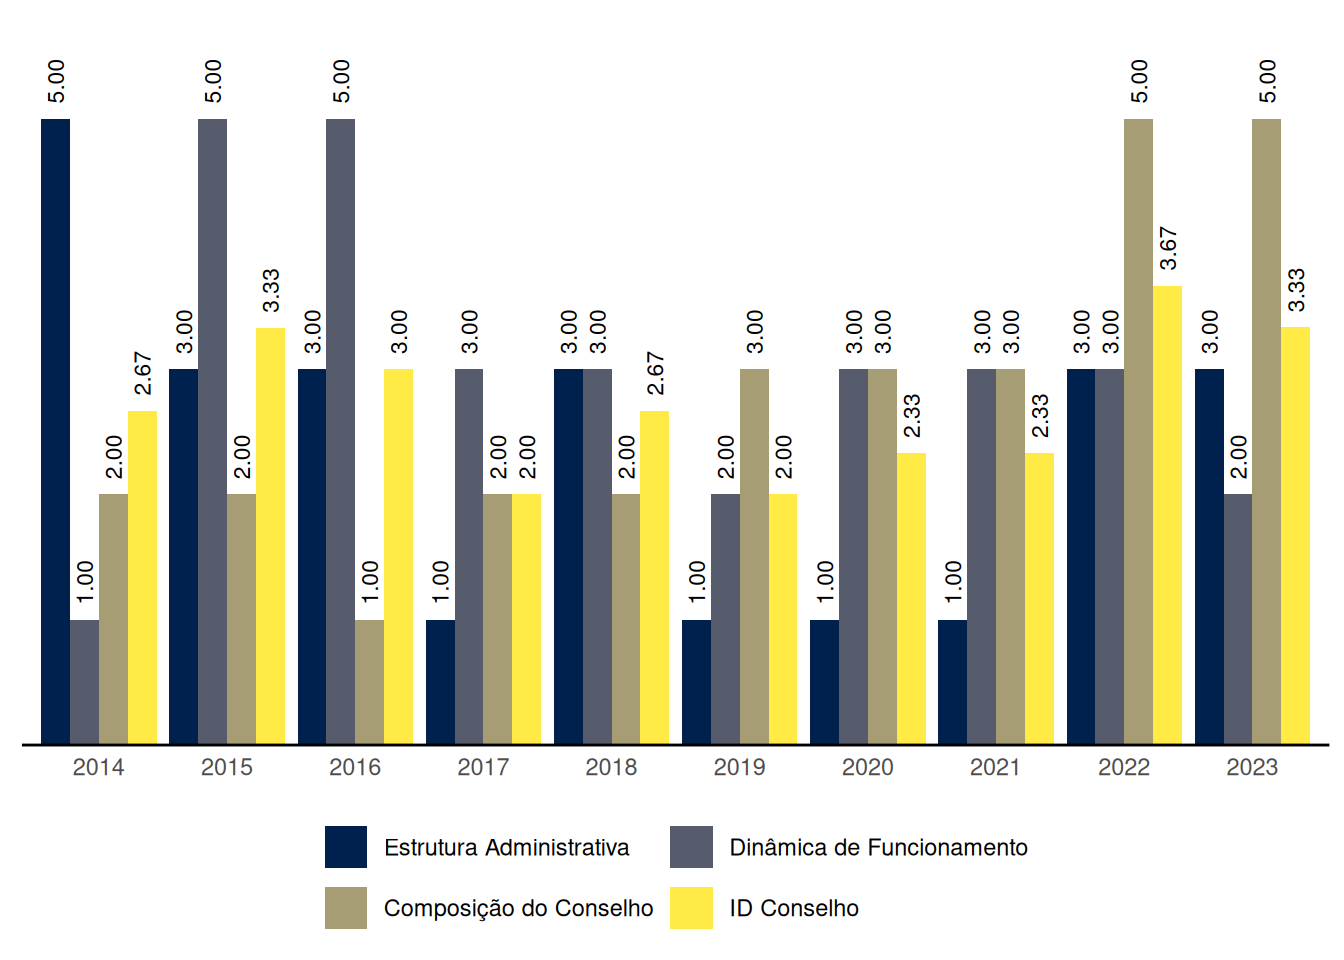 5.00 1.00 2.00 2.67 3.00 5.00 2.00 3.33 3.00 5.00 1.00 3.00 1.00 3.00 2.00 2.00 3.00 3.00 2.00 2.67 1.00 2.00 3.00 2.00 1.00 3.00 3.00 2.33 1.00 3.00 3.00 2.33 3.00 3.00 5.00 3.67 3.00 2.00 5.00 3.33
2014 2015 2016 2017 2018 2019 2020 2021 2022 2023
Estrutura Administrativa Dinâmica de Funcionamento
Composição do Conselho ID Conselho